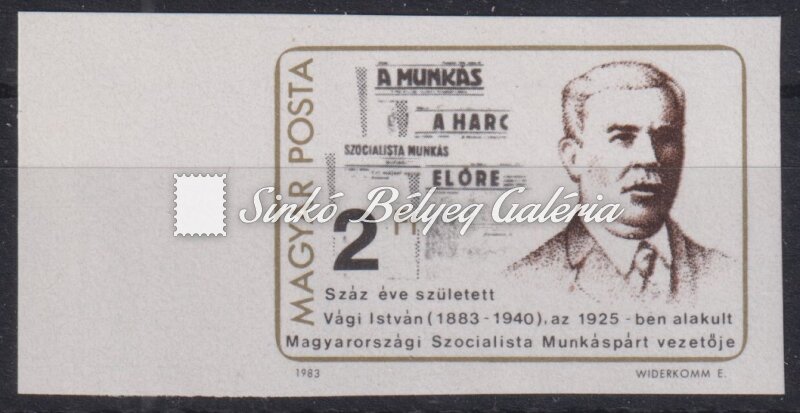 MAGYAR POSTA
A MUNKÁS
A HARC
SZOCIALISTA MUNKÁS
ELŐRE
Sinkó Bélyeg Galéria
2 Ft
Száz éve született
Vági István (1883-1940), az 1925-ben alakult
Magyarországi Szocialista Munkáspárt vezetője
1983 WIDERKOMM E.